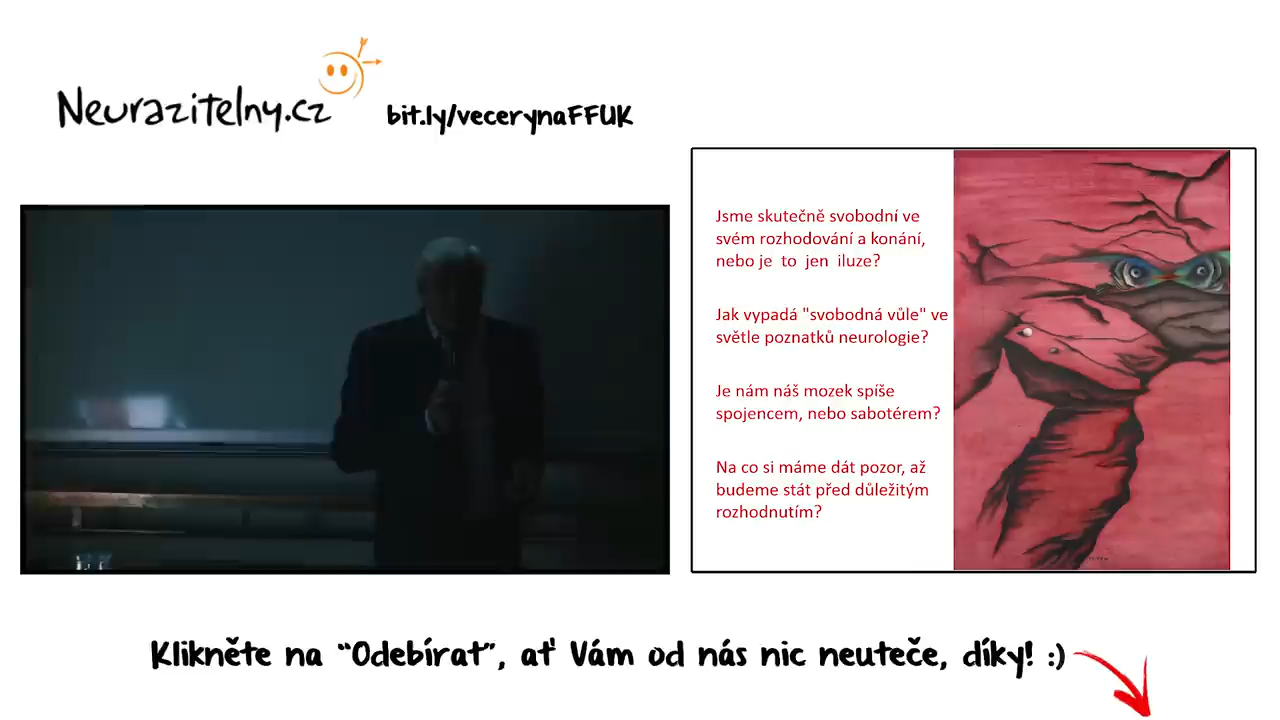 Neurazitelny.cz
bit.ly/vecerynaFFUK
Jsme skutečně svobodní ve
svém rozhodování a konání,
nebo je to jen iluze?
Jak vypadá "svobodná vůle" ve
světle poznatků neurologie?
Je nám náš mozek spíše
spojencem, nebo sabotérem?
Na co si máme dát pozor, až
budeme stát před důležitým
rozhodnutím?
Klikněte na “Odebírat”, ať Vám od nás nic neuteče, díky! :)